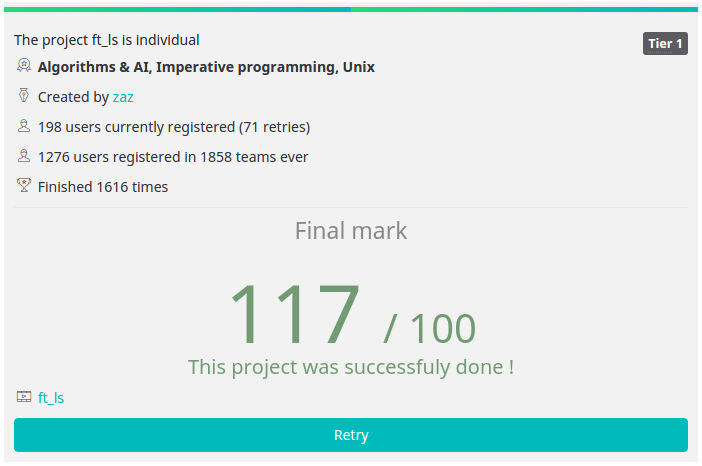 The project ft_ls is individual
Tier 1
Algorithms & AI, Imperative programming, Unix
Created by zaz
198 users currently registered (71 retries)
1276 users registered in 1858 teams ever
Finished 1616 times
Final mark
117 / 100
This project was successfuly done !
ft_ls
Retry